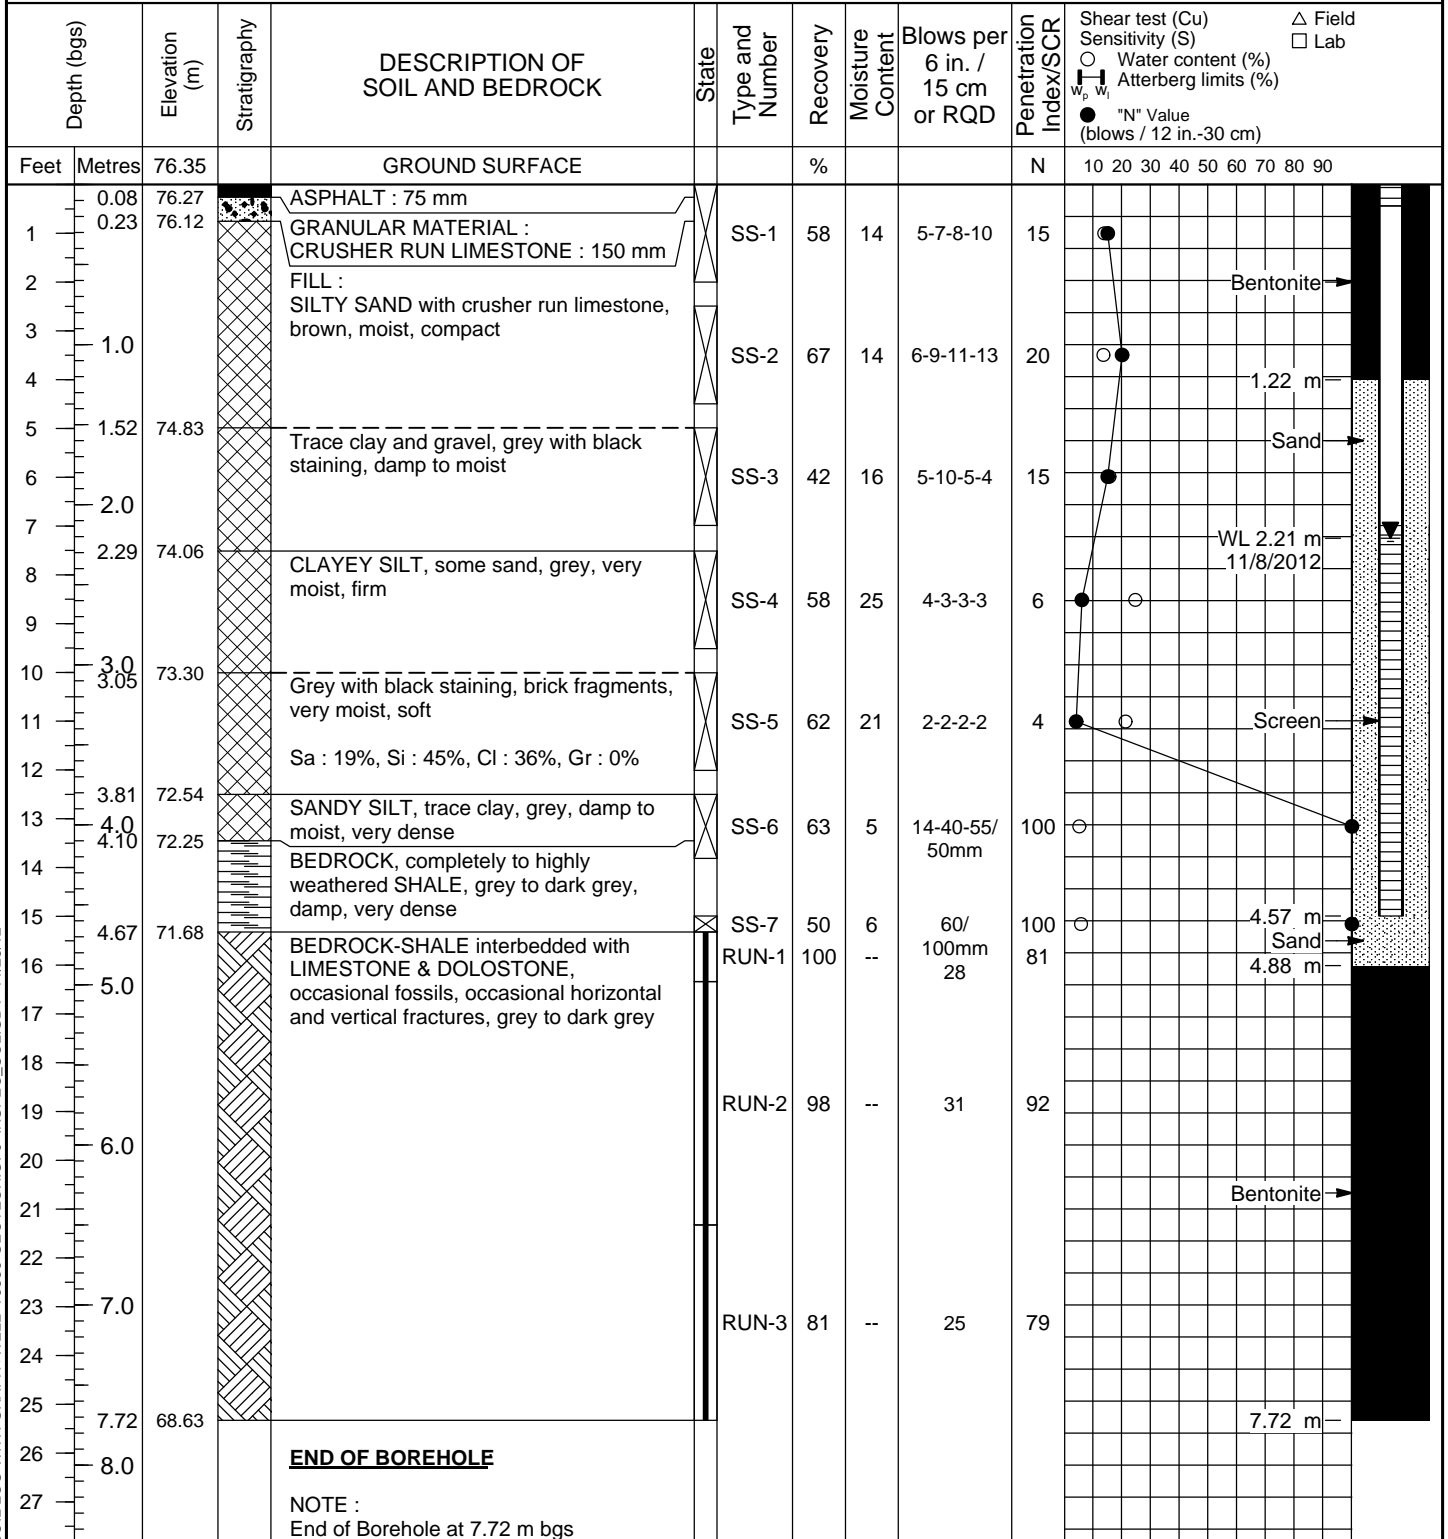 Depth (bgs)
Elevation (m)
Stratigraphy
DESCRIPTION OF
SOIL AND BEDROCK
State
Type and
Number
Recovery
Moisture
Content
Blows per
6 in. /
15 cm
or RQD
Penetration
Index/SCR
Shear test (Cu)
Sensitivity (S)
△ Field
□ Lab
○ Water content (%)
Wp Wl Atterberg limits (%)
● "N" Value
(blows / 12 in.-30 cm)
Feet Metres 76.35 GROUND SURFACE % N 10 20 30 40 50 60 70 80 90
0.08 76.27 ASPHALT : 75 mm
0.23 76.12 GRANULAR MATERIAL :
CRUSHER RUN LIMESTONE : 150 mm
1 SS-1 58 14 5-7-8-10 15
2 FILL : Bentonite
SILTY SAND with crusher run limestone,
brown, moist, compact
3
1.0 SS-2 67 14 6-9-11-13 20
4 1.22 m
5 1.52 74.83
Trace clay and gravel, grey with black
staining, damp to moist
Sand
6 SS-3 42 16 5-10-5-4 15
2.0
7 WL 2.21 m
11/8/2012
2.29 74.06
CLAYEY SILT, some sand, grey, very
moist, firm
8 SS-4 58 25 4-3-3-3 6
9
3.0
10 3.05 73.30
Grey with black staining, brick fragments,
very moist, soft
11 SS-5 62 21 2-2-2-2 4 Screen
Sa : 19%, Si : 45%, Cl : 36%, Gr : 0%
12
3.81 72.54
SANDY SILT, trace clay, grey, damp to
moist, very dense
13 4.0 SS-6 63 5 14-40-55/ 100
50mm
4.10 72.25
BEDROCK, completely to highly
weathered SHALE, grey to dark grey,
damp, very dense
14
15 SS-7 50 6 60/ 100 4.57 m
100mm
4.67 71.68 Sand
BEDROCK-SHALE interbedded with
LIMESTONE & DOLOSTONE,
occasional fossils, occasional horizontal
and vertical fractures, grey to dark grey
16 RUN-1 100 -- 28 81 4.88 m
5.0
17
18
19 RUN-2 98 -- 31 92
6.0
20
21 Bentonite
22
23 7.0 RUN-3 81 -- 25 79
24
25
7.72 68.63 7.72 m
26 END OF BOREHOLE
8.0
27 NOTE :
End of Borehole at 7.72 m bgs